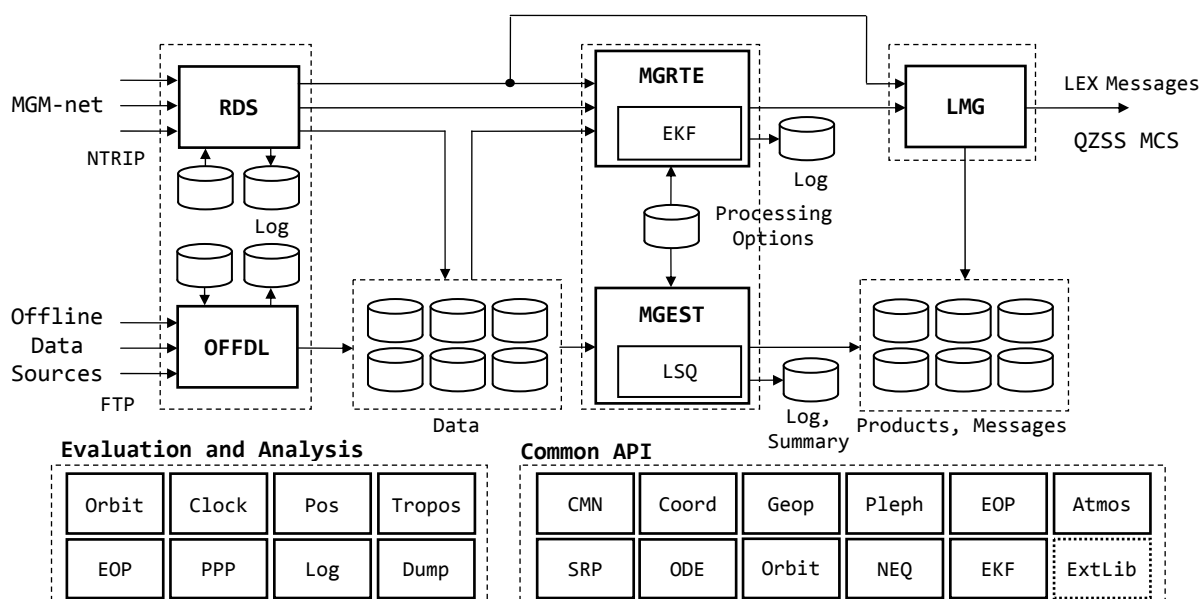 MGM-net
NTRIP
RDS
Log
MGRTE
EKF
Log
LMG
LEX Messages
QZSS MCS
Processing
Options
Offline
Data
Sources
FTP
OFFDL
Data
MGEST
LSQ
Log,
Summary
Products, Messages
Evaluation and Analysis
Orbit Clock Pos Tropos
EOP PPP Log Dump
Common API
CMN Coord Geop Pleph EOP Atmos
SRP ODE Orbit NEQ EKF ExtLib